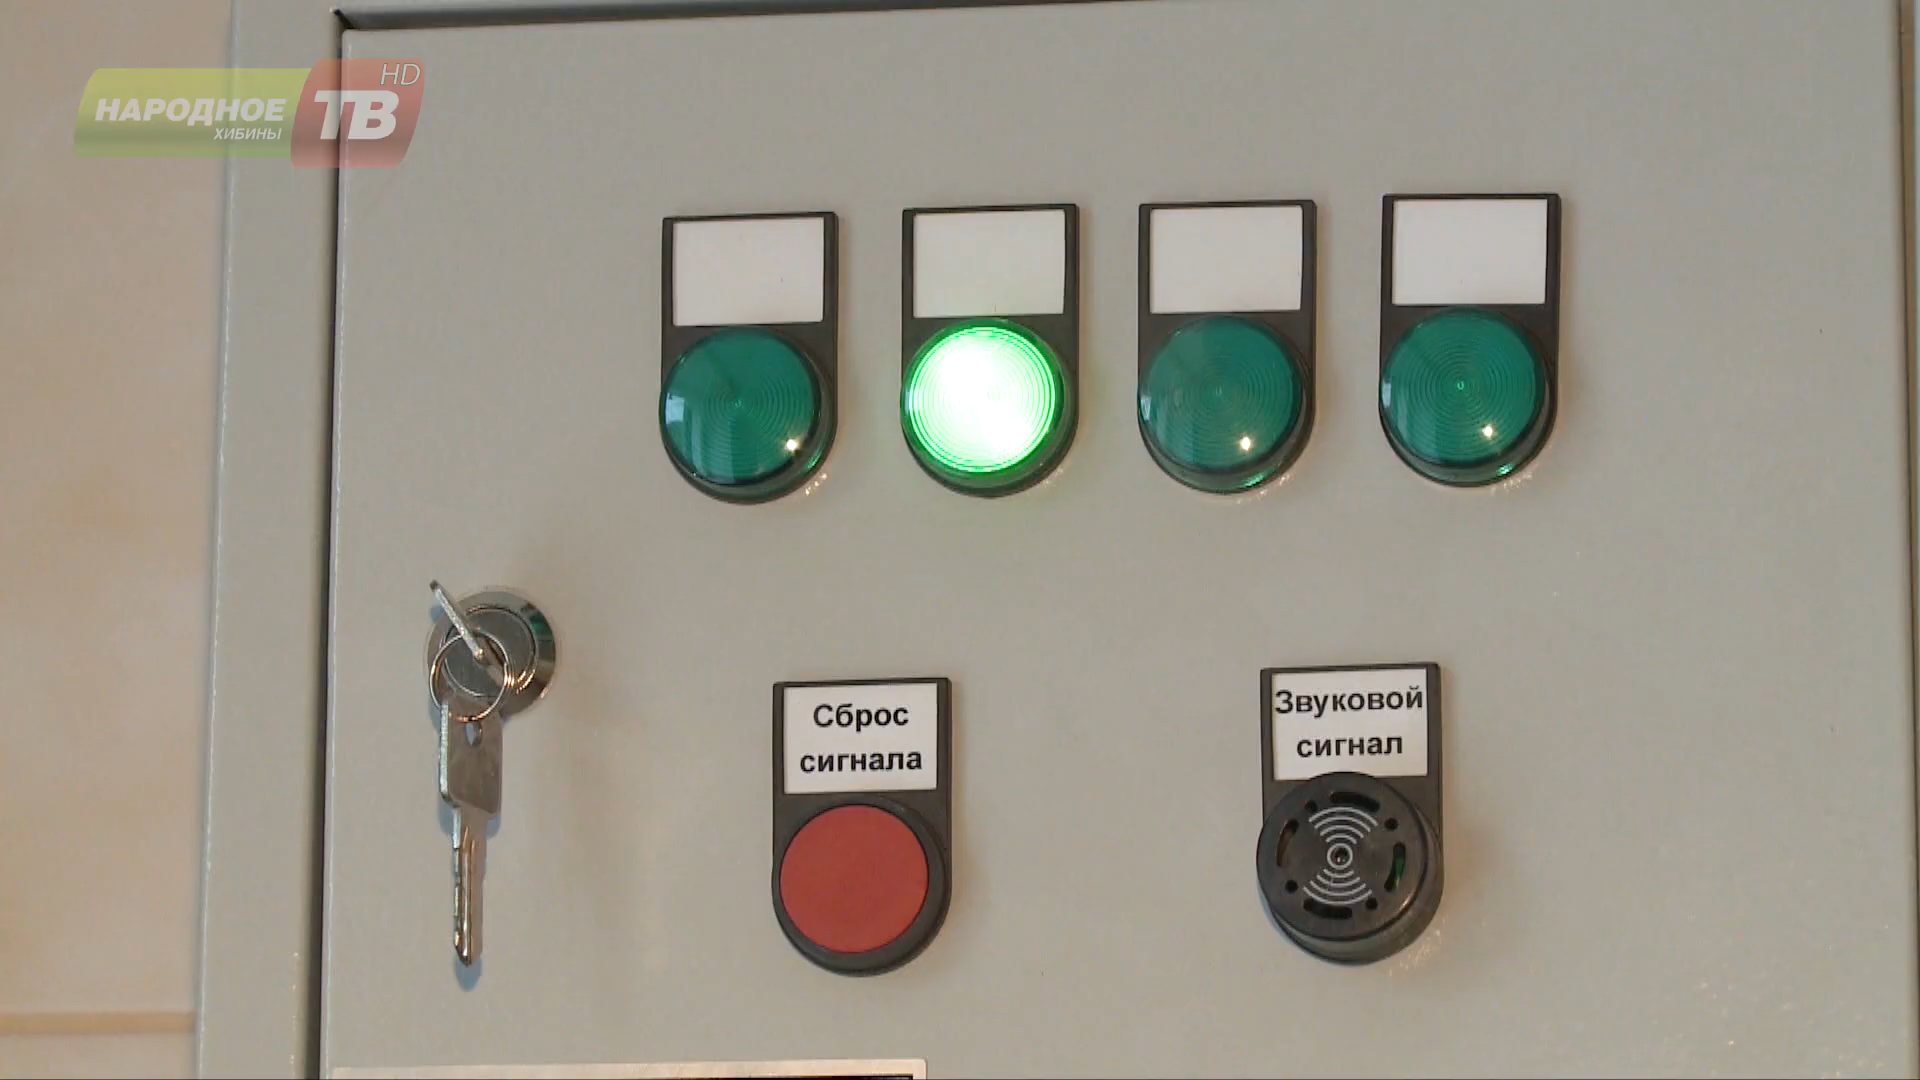 НАРОДНОЕ
ХИБИНЫ
ТВ
HD
Сброс
сигнала
Звуковой
сигнал